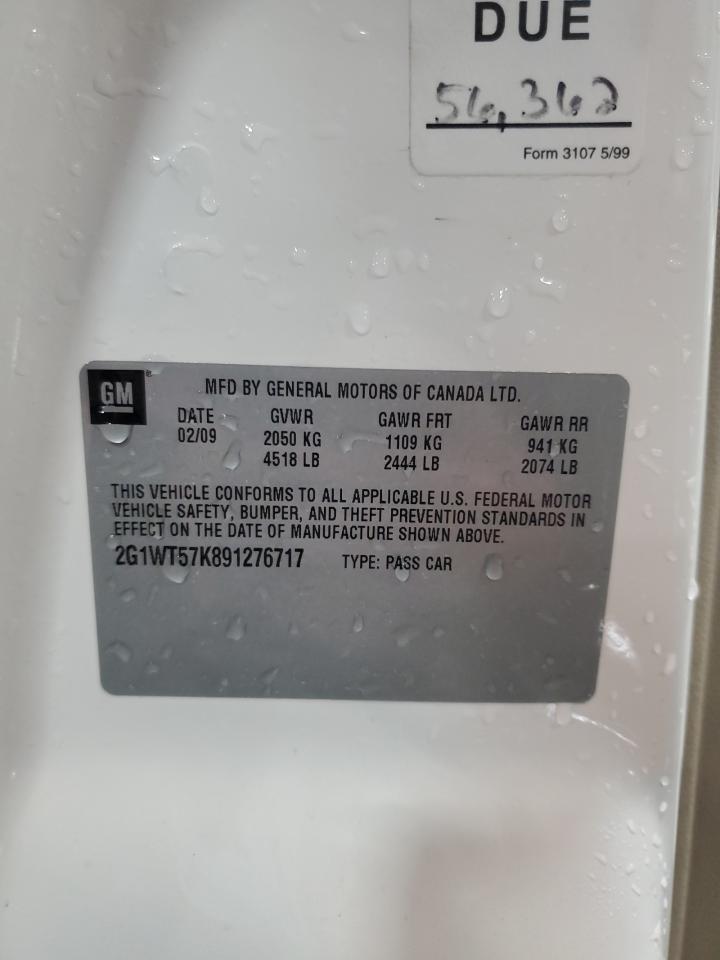 DUE
56,362
Form 3107 5/99
GM
MFD BY GENERAL MOTORS OF CANADA LTD.
DATE GVWR GAWR FRT GAWR RR
02/09 2050 KG 1109 KG 941 KG
4518 LB 2444 LB 2074 LB
THIS VEHICLE CONFORMS TO ALL APPLICABLE U.S. FEDERAL MOTOR
VEHICLE SAFETY, BUMPER, AND THEFT PREVENTION STANDARDS IN
EFFECT ON THE DATE OF MANUFACTURE SHOWN ABOVE.
2G1WT57K891276717 TYPE: PASS CAR